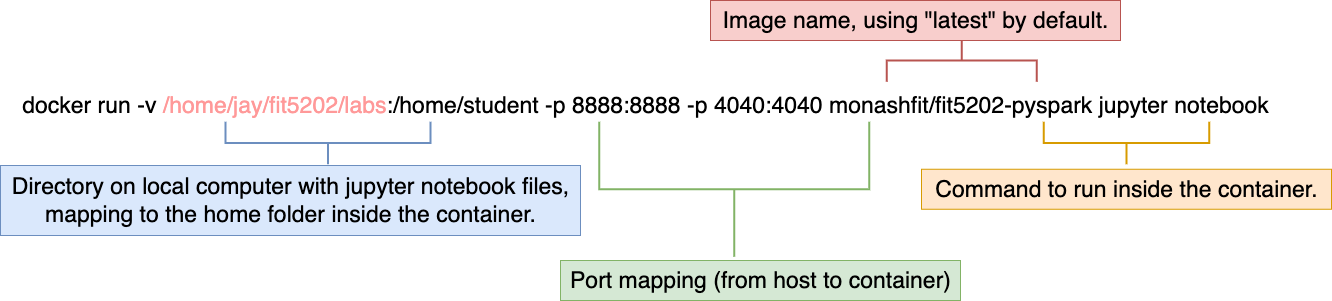 Image name, using "latest" by default.
docker run -v /home/jay/fit5202/labs:/home/student -p 8888:8888 -p 4040:4040 monashfit/fit5202-pyspark jupyter notebook
Directory on local computer with jupyter notebook files,
mapping to the home folder inside the container.
Command to run inside the container.
Port mapping (from host to container)